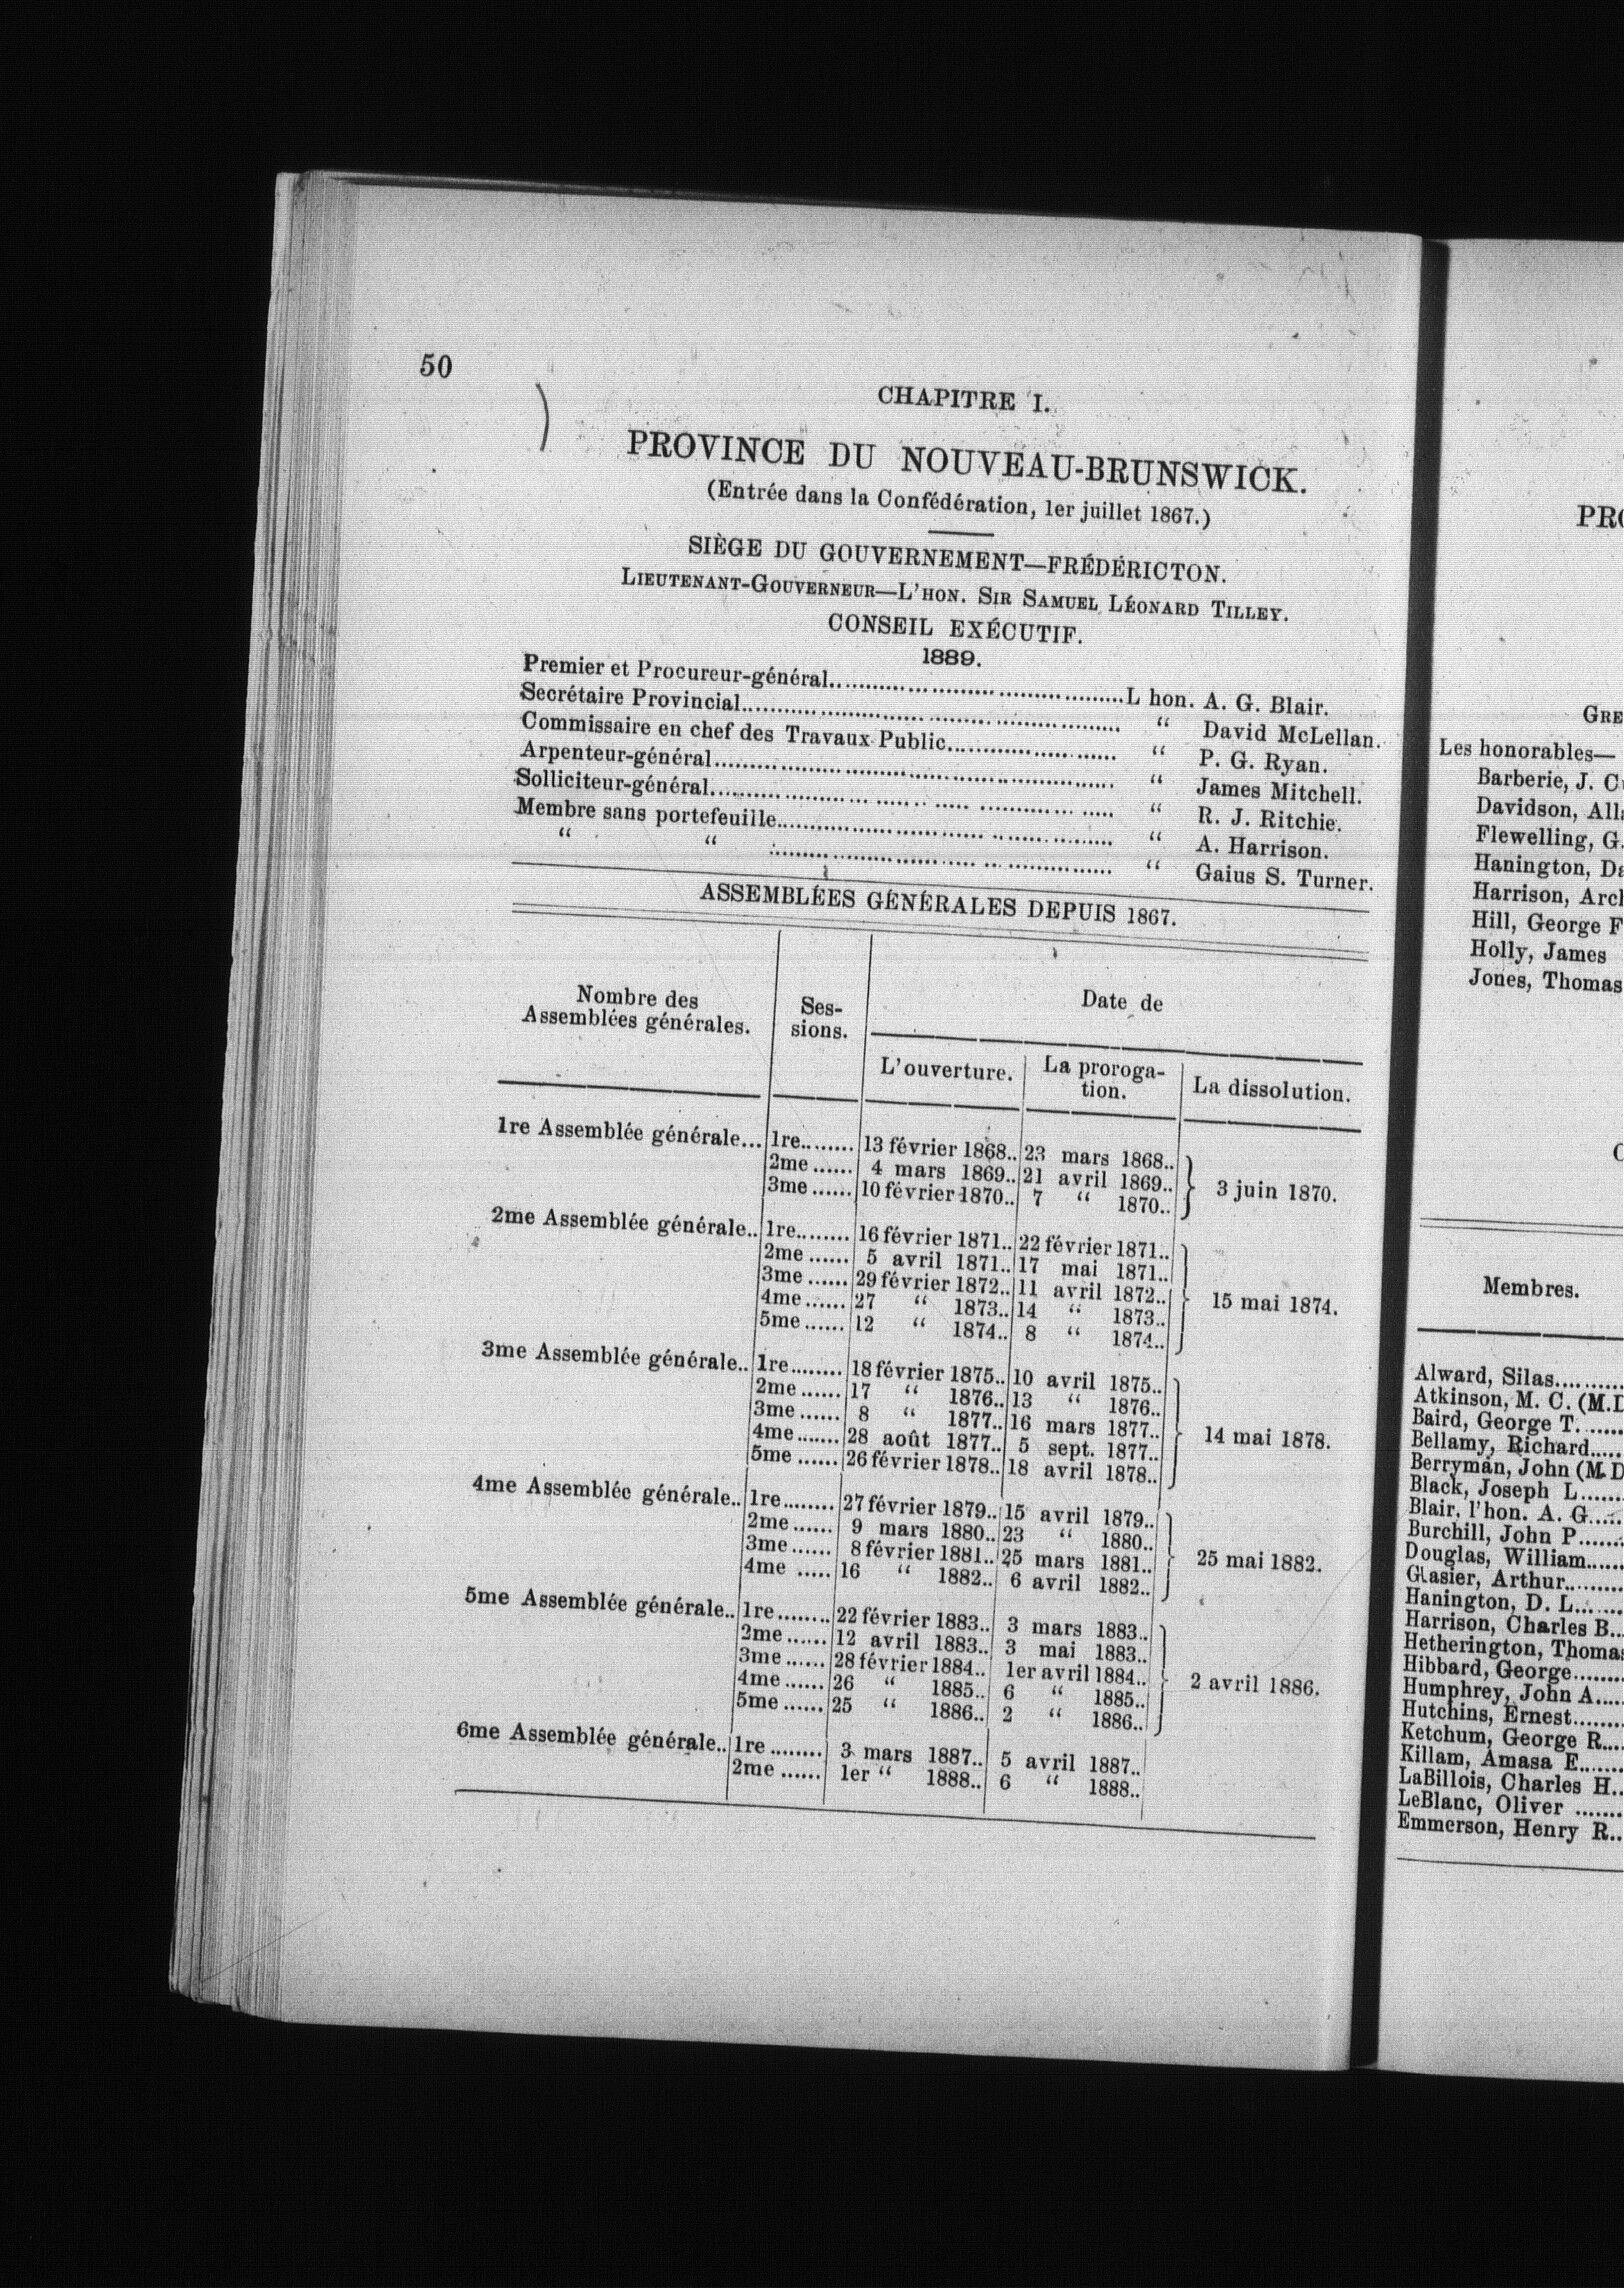 50
CHAPITRE I.
PROVINCE DU NOUVEAU-BRUNSWICK.
(Entrée dans la Confédération, 1er juillet 1867.)
SIÈGE DU GOUVERNEMENT—FRÉDÉRICTON.
LIEUTENANT-GOUVERNEUR—L'HON. SIR SAMUEL LÉONARD TILLEY.
CONSEIL EXÉCUTIF.
1889.
Premier et Procureur-général.......... L hon. A. G. Blair.
Secrétaire Provincial.......... “ David McLellan.
Commissaire en chef des Travaux Public.......... “ P. G. Ryan.
Arpenteur-général.......... “ James Mitchell.
Solliciteur-général.......... “ R. J. Ritchie.
Membre sans portefeuille.......... “ A. Harrison.
“ “ .......... “ Gaius S. Turner.
ASSEMBLÉES GÉNÉRALES DEPUIS 1867.
Nombre des Assemblées générales. Ses-sions. Date de
L'ouverture. La proroga-tion. La dissolution.
1re Assemblée générale... 1re........ 13 février 1868.. 23 mars 1868..
2me ...... 4 mars 1869.. 21 avril 1869.. 3 juin 1870.
3me ...... 10 février 1870.. 7 “ 1870..
2me Assemblée générale.. 1re........ 16 février 1871.. 22 février 1871..
2me ...... 5 avril 1871.. 17 mai 1871..
3me ...... 29 février 1872.. 11 avril 1872.. 15 mai 1874.
4me ...... 27 “ 1873.. 14 “ 1873..
5me ...... 12 “ 1874.. 8 “ 1874..
3me Assemblée générale.. 1re........ 18 février 1875.. 10 avril 1875..
2me ...... 17 “ 1876.. 13 “ 1876..
3me ...... 8 “ 1877.. 16 mars 1877.. 14 mai 1878.
4me ....... 28 août 1877.. 5 sept. 1877..
5me ...... 26 février 1878.. 18 avril 1878..
4me Assemblée générale.. 1re........ 27 février 1879.. 15 avril 1879..
2me ...... 9 mars 1880.. 23 “ 1880..
3me ...... 8 février 1881.. 25 mars 1881.. 25 mai 1882.
4me ..... 16 “ 1882.. 6 avril 1882..
5me Assemblée générale.. 1re........ 22 février 1883.. 3 mars 1883..
2me ...... 12 avril 1883.. 3 mai 1883..
3me ...... 28 février 1884.. 1er avril 1884.. 2 avril 1886.
4me ...... 26 “ 1885.. 6 “ 1885..
5me ...... 25 “ 1886.. 2 “ 1886..
6me Assemblée générale.. 1re ........ 3 mars 1887.. 5 avril 1887..
2me ...... 1er “ 1888.. 6 “ 1888..
Les honorables—
Barberie, J.
Davidson,
Flewelling, G.
Hanington,
Harrison,
Hill, George
Holly, James
Jones, Thomas
Membres.
Alward, Silas..........
Atkinson, M. C.
Baird, George T. ......
Bellamy, Richard.....
Berryman, John
Black, Joseph L.......
Blair, l'hon. A. G.....
Burchill, John P.......
Douglas, William......
Glasier, Arthur.........
Hanington, D. L.......
Harrison, Charles B...
Hetherington, Thomas
Hibbard, George........
Humphrey, John A.....
Hutchins, Ernest.......
Ketchum, George R....
Killam, Amasa E.......
LaBillois, Charles H..
LeBlanc, Oliver .......
Emmerson, Henry R..